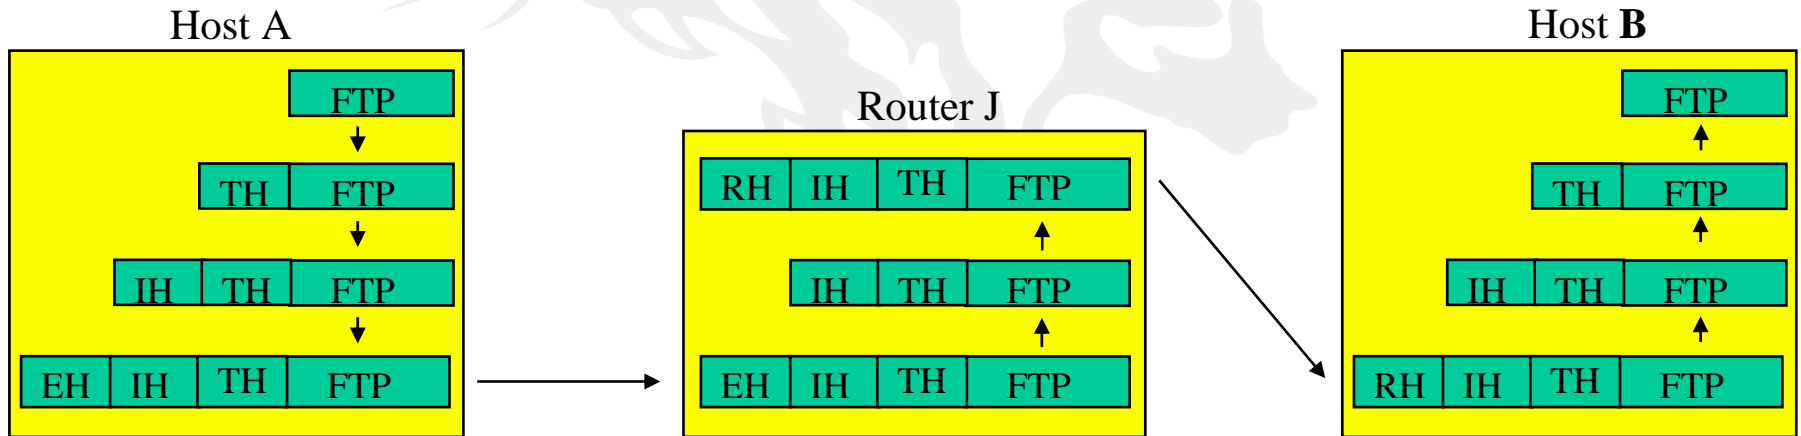 Host A
FTP
TH FTP
IH TH FTP
EH IH TH FTP
Router J
RH IH TH FTP
IH TH FTP
EH IH TH FTP
Host B
FTP
TH FTP
IH TH FTP
RH IH TH FTP